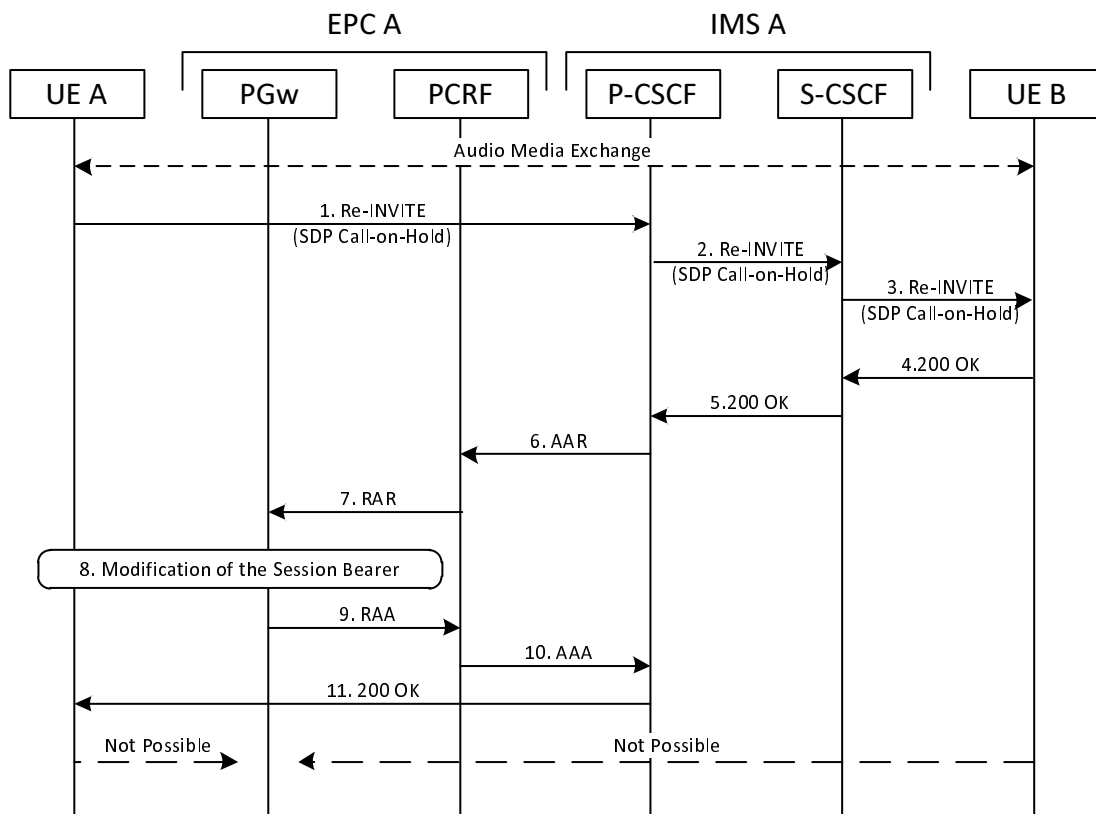 EPC A
IMS A
UE A
PGw
PCRF
P-CSCF
S-CSCF
UE B
Audio Media Exchange
1. Re-INVITE
(SDP Call-on-Hold)
2. Re-INVITE
(SDP Call-on-Hold)
3. Re-INVITE
(SDP Call-on-Hold)
4.200 OK
5.200 OK
6. AAR
7. RAR
8. Modification of the Session Bearer
9. RAA
10. AAA
11. 200 OK
Not Possible
Not Possible